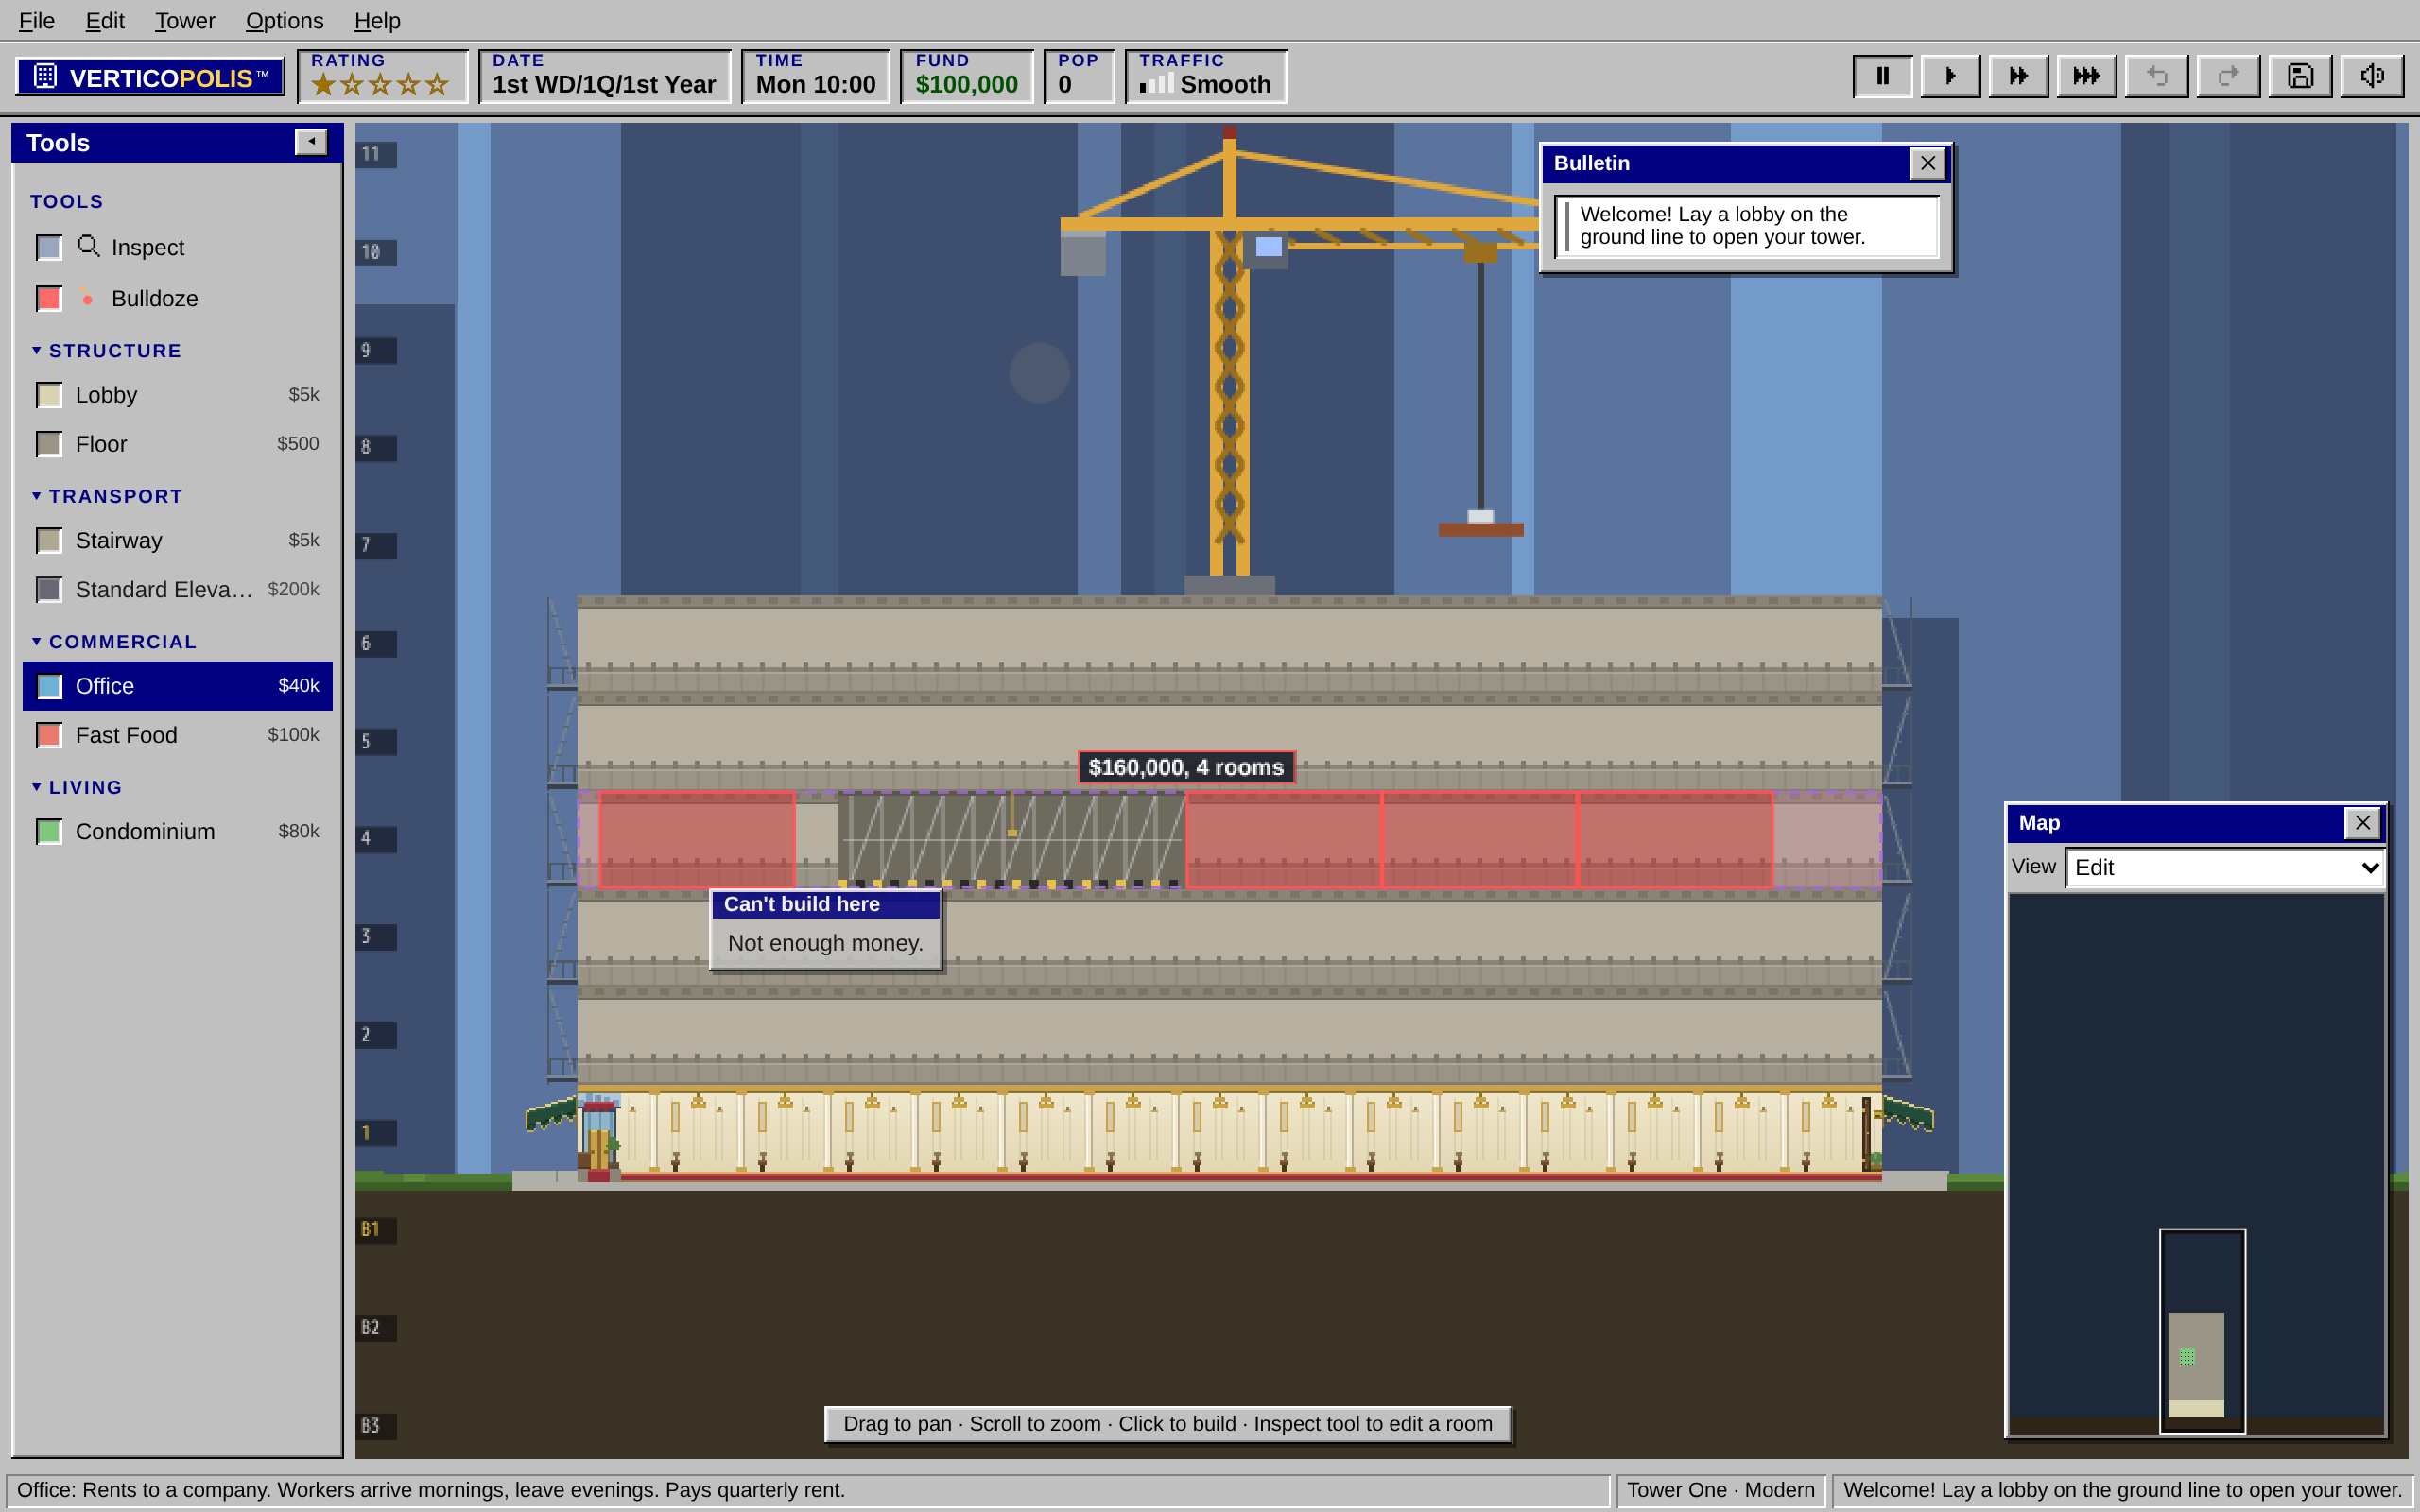 File Edit Tower Options Help
VERTICOPOLIS™
RATING
DATE
1st WD/1Q/1st Year
TIME
Mon 10:00
FUND
$100,000
POP
0
TRAFFIC
Smooth
Tools
TOOLS
Inspect
Bulldoze
STRUCTURE
Lobby $5k
Floor $500
TRANSPORT
Stairway $5k
Standard Eleva… $200k
COMMERCIAL
Office $40k
Fast Food $100k
LIVING
Condominium $80k
11
10
9
8
7
6
5
4
3
2
1
B1
B2
B3
Bulletin
Welcome! Lay a lobby on the
ground line to open your tower.
$160,000, 4 rooms
Can't build here
Not enough money.
Map
View Edit
Drag to pan · Scroll to zoom · Click to build · Inspect tool to edit a room
Office: Rents to a company. Workers arrive mornings, leave evenings. Pays quarterly rent.
Tower One · Modern
Welcome! Lay a lobby on the ground line to open your tower.